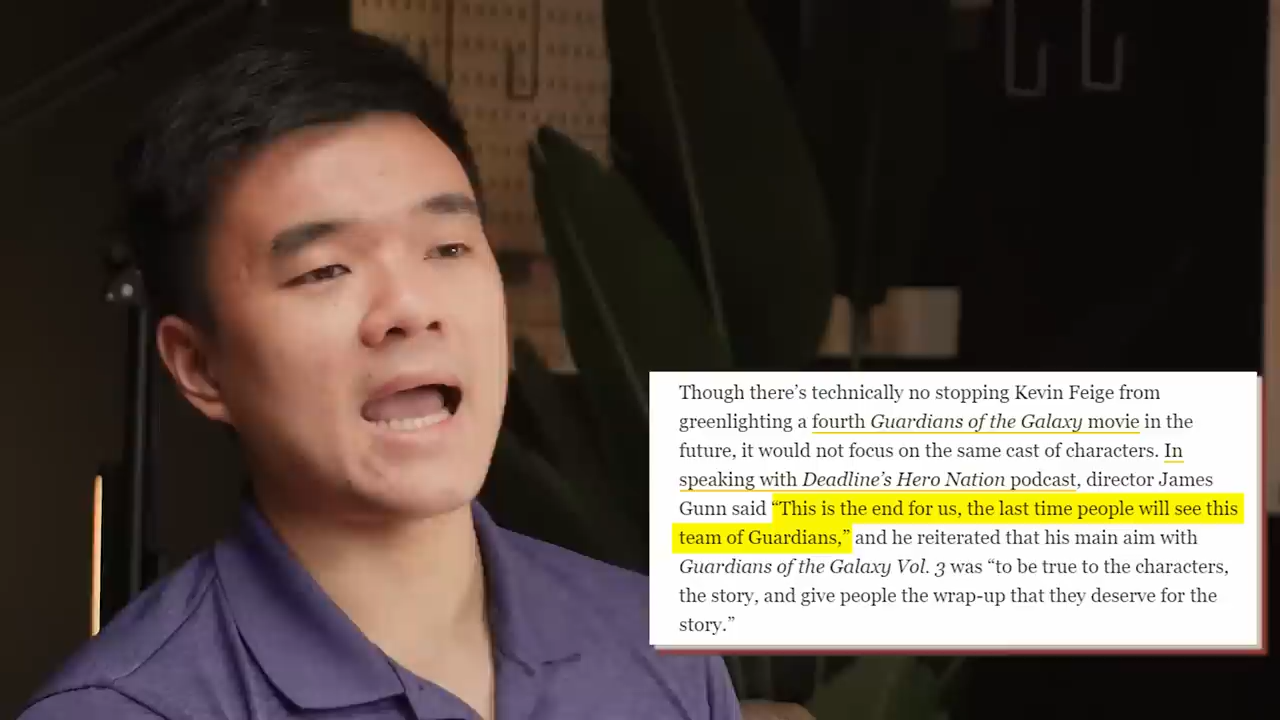 Though there’s technically no stopping Kevin Feige from
greenlighting a fourth Guardians of the Galaxy movie in the
future, it would not focus on the same cast of characters. In
speaking with Deadline’s Hero Nation podcast, director James
Gunn said “This is the end for us, the last time people will see this
team of Guardians,” and he reiterated that his main aim with
Guardians of the Galaxy Vol. 3 was “to be true to the characters,
the story, and give people the wrap-up that they deserve for the
story.”